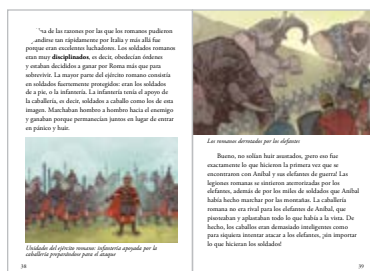 de las razones por las que los romanos pudieron
tan rápidamente por Italia y más allá fue
porque eran excelentes luchadores. Los soldados romanos
eran muy disciplinados, es decir, obedecían órdenes
y estaban decididos a ganar por Roma más que para
sobrevivir. La mayor parte del ejército romano consistía
en soldados fuertemente protegidos: eran los soldados
de a pie, o la infantería. La infantería tenía el apoyo de
la caballería, es decir, soldados a caballo como los de esta
imagen. Marchaban hombro a hombro hacia el enemigo
y ganaban porque permanecían juntos en lugar de entrar
en pánico y huir.
Unidades del ejército romano: infantería apoyada por la
caballería preparándose para el ataque
38
Los romanos derrotados por los elefantes
Bueno, no solían huir asustados, ¡pero eso fue
exactamente lo que hicieron la primera vez que se
encontraron con Aníbal y sus elefantes de guerra! Las
legiones romanas se sintieron aterrorizadas por los
elefantes, además de por los miles de soldados que Aníbal
había hecho marchar por las montañas. La caballería
romana no era rival para los elefantes de Aníbal, que
pisoteaban y aplastaban todo lo que había a la vista. De
hecho, los caballos eran demasiado inteligentes como
para siquiera intentar atacar a los elefantes, ¡sin importar
lo que hicieran los soldados!
39